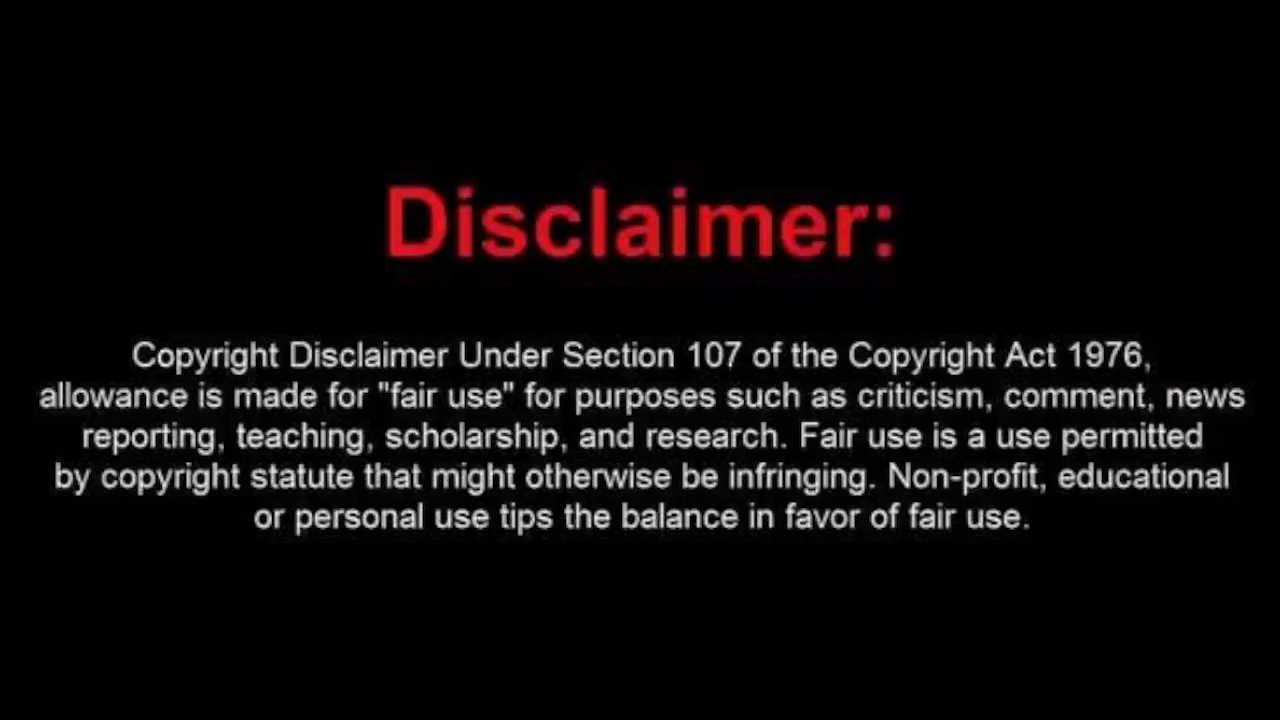 Disclaimer:
Copyright Disclaimer Under Section 107 of the Copyright Act 1976,
allowance is made for "fair use" for purposes such as criticism, comment, news
reporting, teaching, scholarship, and research. Fair use is a use permitted
by copyright statute that might otherwise be infringing. Non-profit, educational
or personal use tips the balance in favor of fair use.